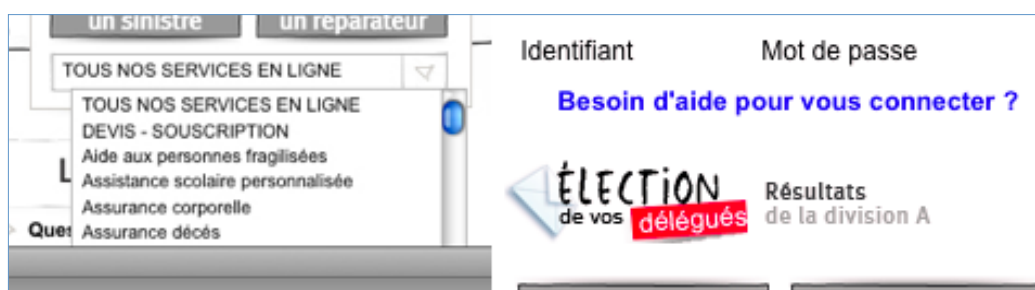 un sinistre
un réparateur
TOUS NOS SERVICES EN LIGNE
TOUS NOS SERVICES EN LIGNE
DEVIS - SOUSCRIPTION
Aide aux personnes fragilisées
Assistance scolaire personnalisée
Assurance corporelle
L
Ques
Assurance décés
Identifiant
Mot de passe
Besoin d'aide pour vous connecter ?
ÉLECTiON
de vos délégués
Résultats
de la division A